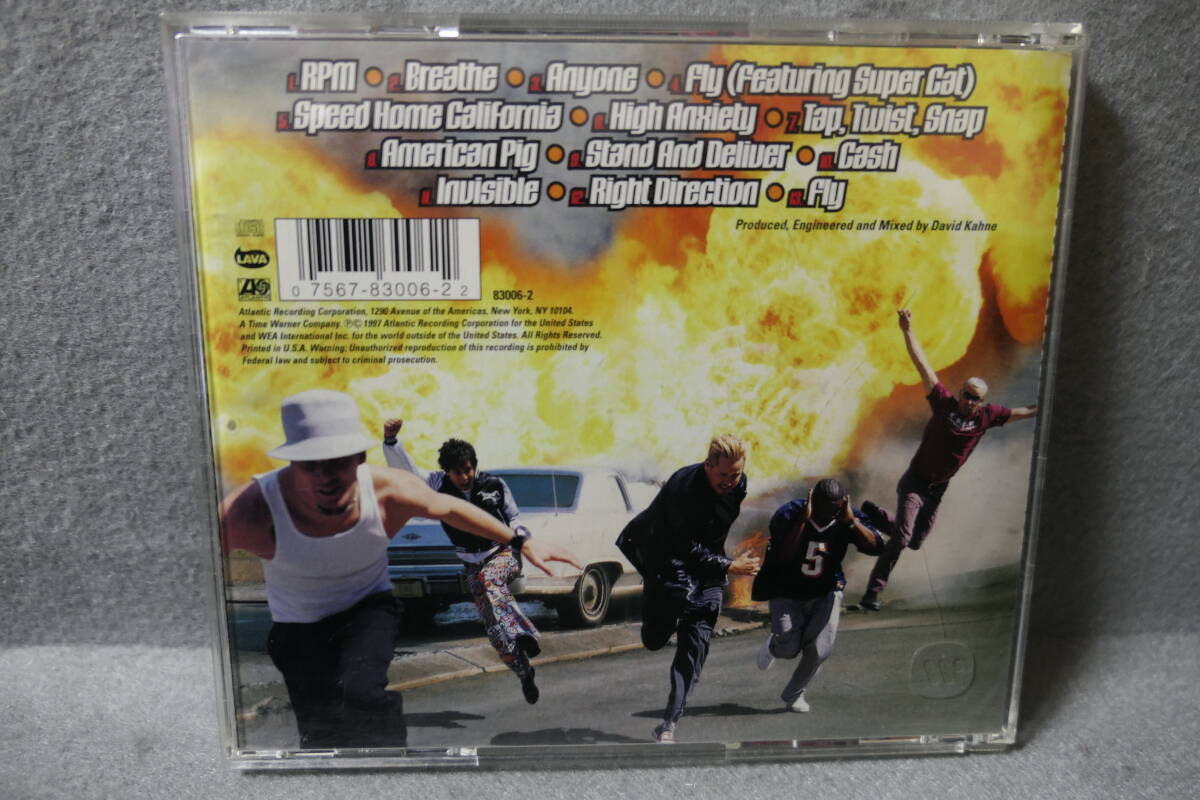 1. RPM • 2. Breathe • 3. Anyone • 4. Fly (Featuring Super Cat)
5. Speed Home California • 6. High Anxiety • 7. Tap, Twist, Snap
8. American Pig • 9. Stand And Deliver • 10. Cash
11. Invisible • 12. Right Direction • 13. Fly
Produced, Engineered and Mixed by David Kahne
LAVA
0 7567-83006-2 2
83006-2
Atlantic Recording Corporation, 1290 Avenue of the Americas, New York, NY 10104.
A Time Warner Company. ℗© 1997 Atlantic Recording Corporation for the United States
and WEA International Inc. for the world outside of the United States. All Rights Reserved.
Printed in U.S.A. Warning: Unauthorized reproduction of this recording is prohibited by
Federal law and subject to criminal prosecution.
5